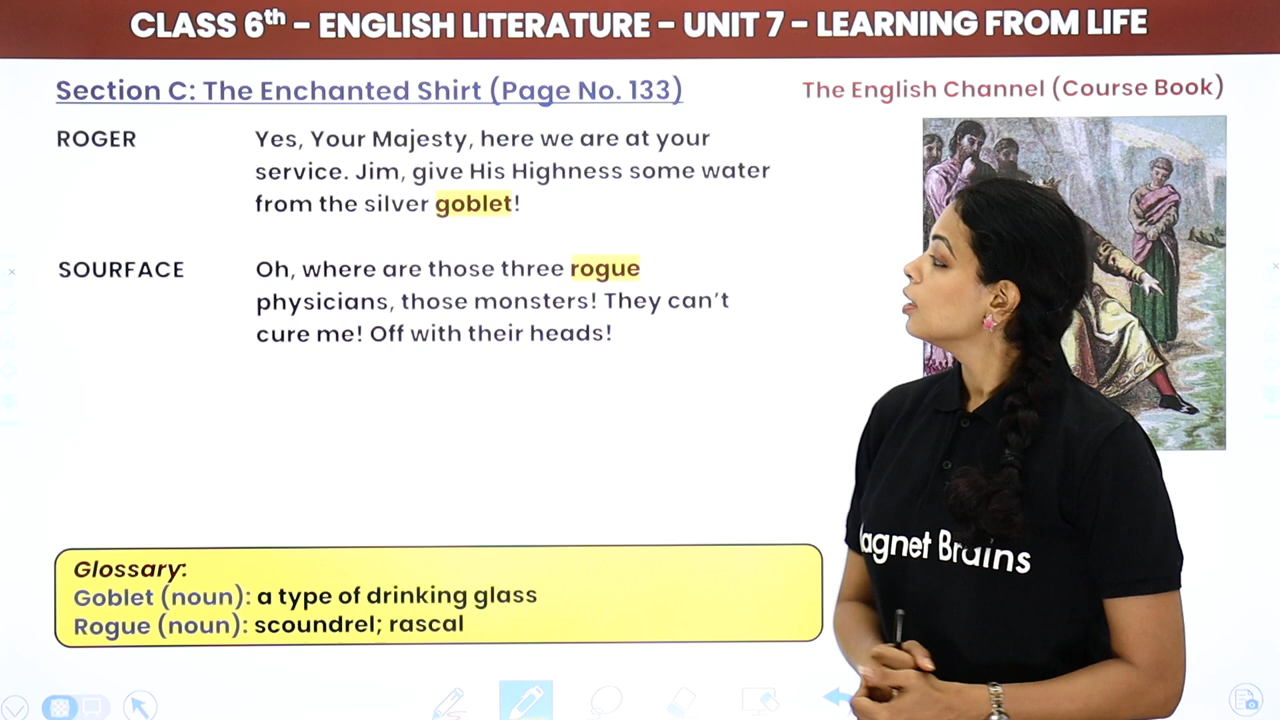 CLASS 6th – ENGLISH LITERATURE – UNIT 7 – LEARNING FROM LIFE
Section C: The Enchanted Shirt (Page No. 133)
The English Channel (Course Book)
ROGER
Yes, Your Majesty, here we are at your
service. Jim, give His Highness some water
from the silver goblet!
SOURFACE
Oh, where are those three rogue
physicians, those monsters! They can't
cure me! Off with their heads!
agnet Brains
Glossary:
Goblet (noun): a type of drinking glass
Rogue (noun): scoundrel; rascal